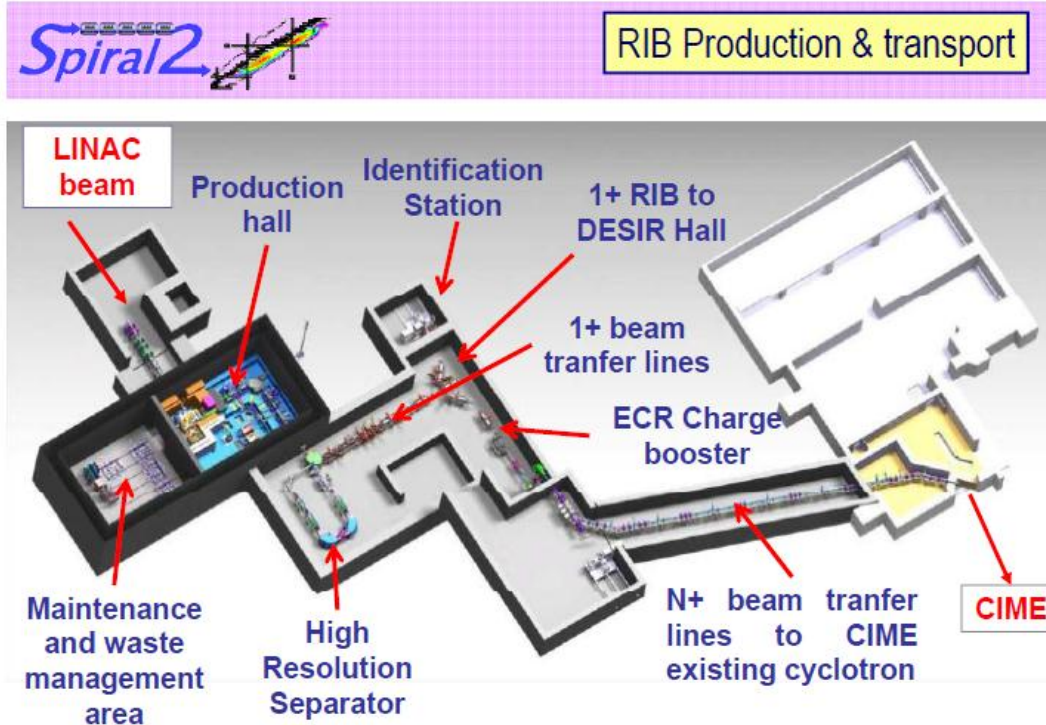 Spiral2
RIB Production & transport
LINAC
beam
Production
hall
Identification
Station
1+ RIB to
DESIR Hall
1+ beam
tranfer lines
ECR Charge
booster
Maintenance
and waste
management
area
High
Resolution
Separator
N+ beam tranfer
lines to CIME
existing cyclotron
CIME